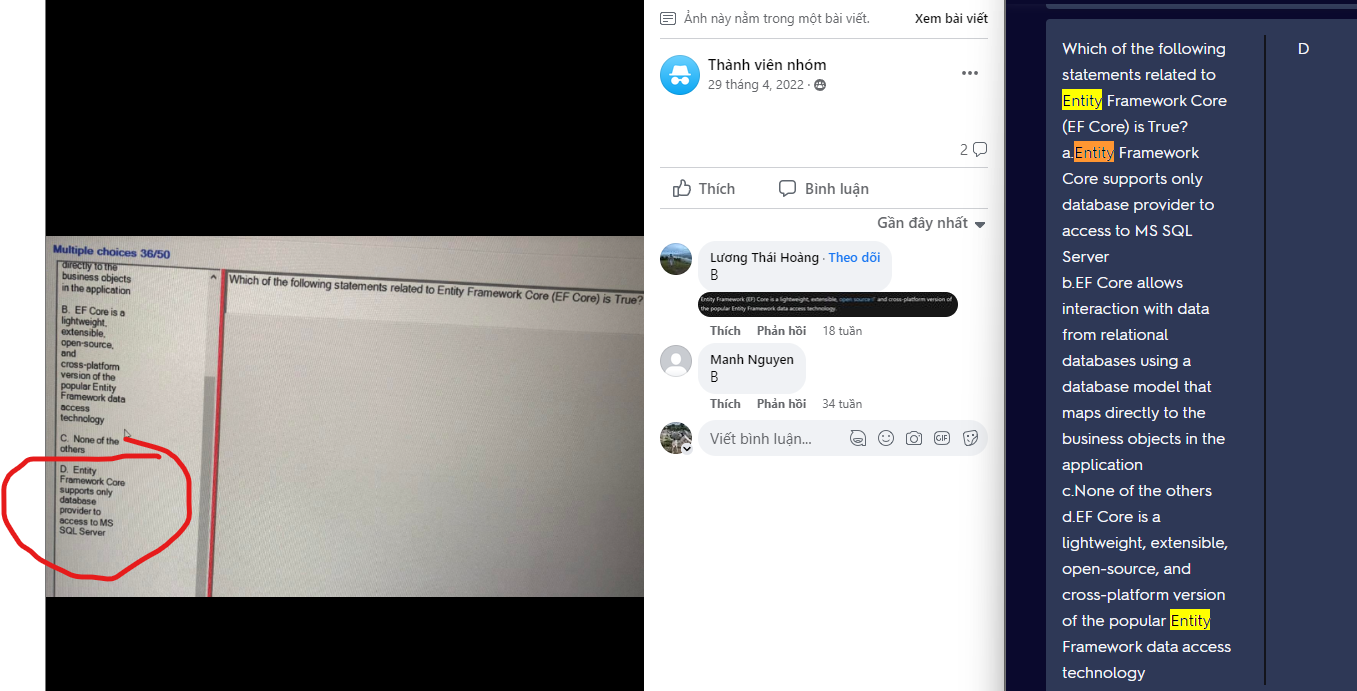 Multiple choices 36/50
directly to the
business objects
in the application
B. EF Core is a
lightweight,
extensible,
open-source,
and
cross-platform
version of the
popular Entity
Framework data
access
technology
C. None of the
others
D. Entity
Framework Core
supports only
database
provider to
access to MS
SQL Server
Which of the following statements related to Entity Framework Core (EF Core) is True?
Ảnh này nằm trong một bài viết.
Xem bài viết
Thành viên nhóm
29 tháng 4, 2022 ·
2
Thích
Bình luận
Gần đây nhất
Lương Thái Hoàng · Theo dõi
B
Entity Framework (EF) Core is a lightweight, extensible, open source and cross-platform version of
the popular Entity Framework data access technology.
Thích Phản hồi 18 tuần
Manh Nguyen
B
Thích Phản hồi 34 tuần
Viết bình luận...
GIF
Which of the following
statements related to
Entity Framework Core
(EF Core) is True?
a.Entity Framework
Core supports only
database provider to
access to MS SQL
Server
b.EF Core allows
interaction with data
from relational
databases using a
database model that
maps directly to the
business objects in the
application
c.None of the others
d.EF Core is a
lightweight, extensible,
open-source, and
cross-platform version
of the popular Entity
Framework data access
technology
D